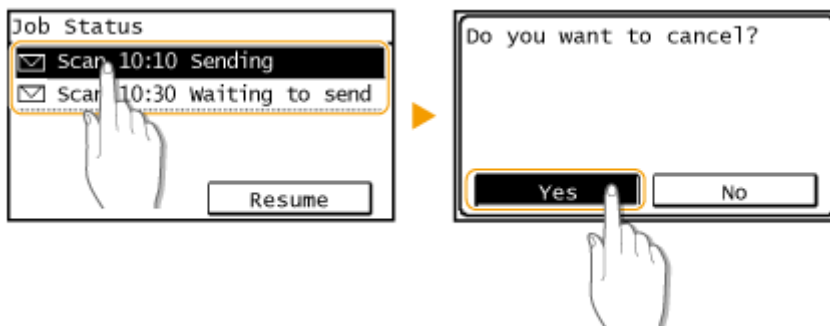 Job Status
Scan 10:10 Sending
Scan 10:30 Waiting to send
Resume
Do you want to cancel?
Yes
No